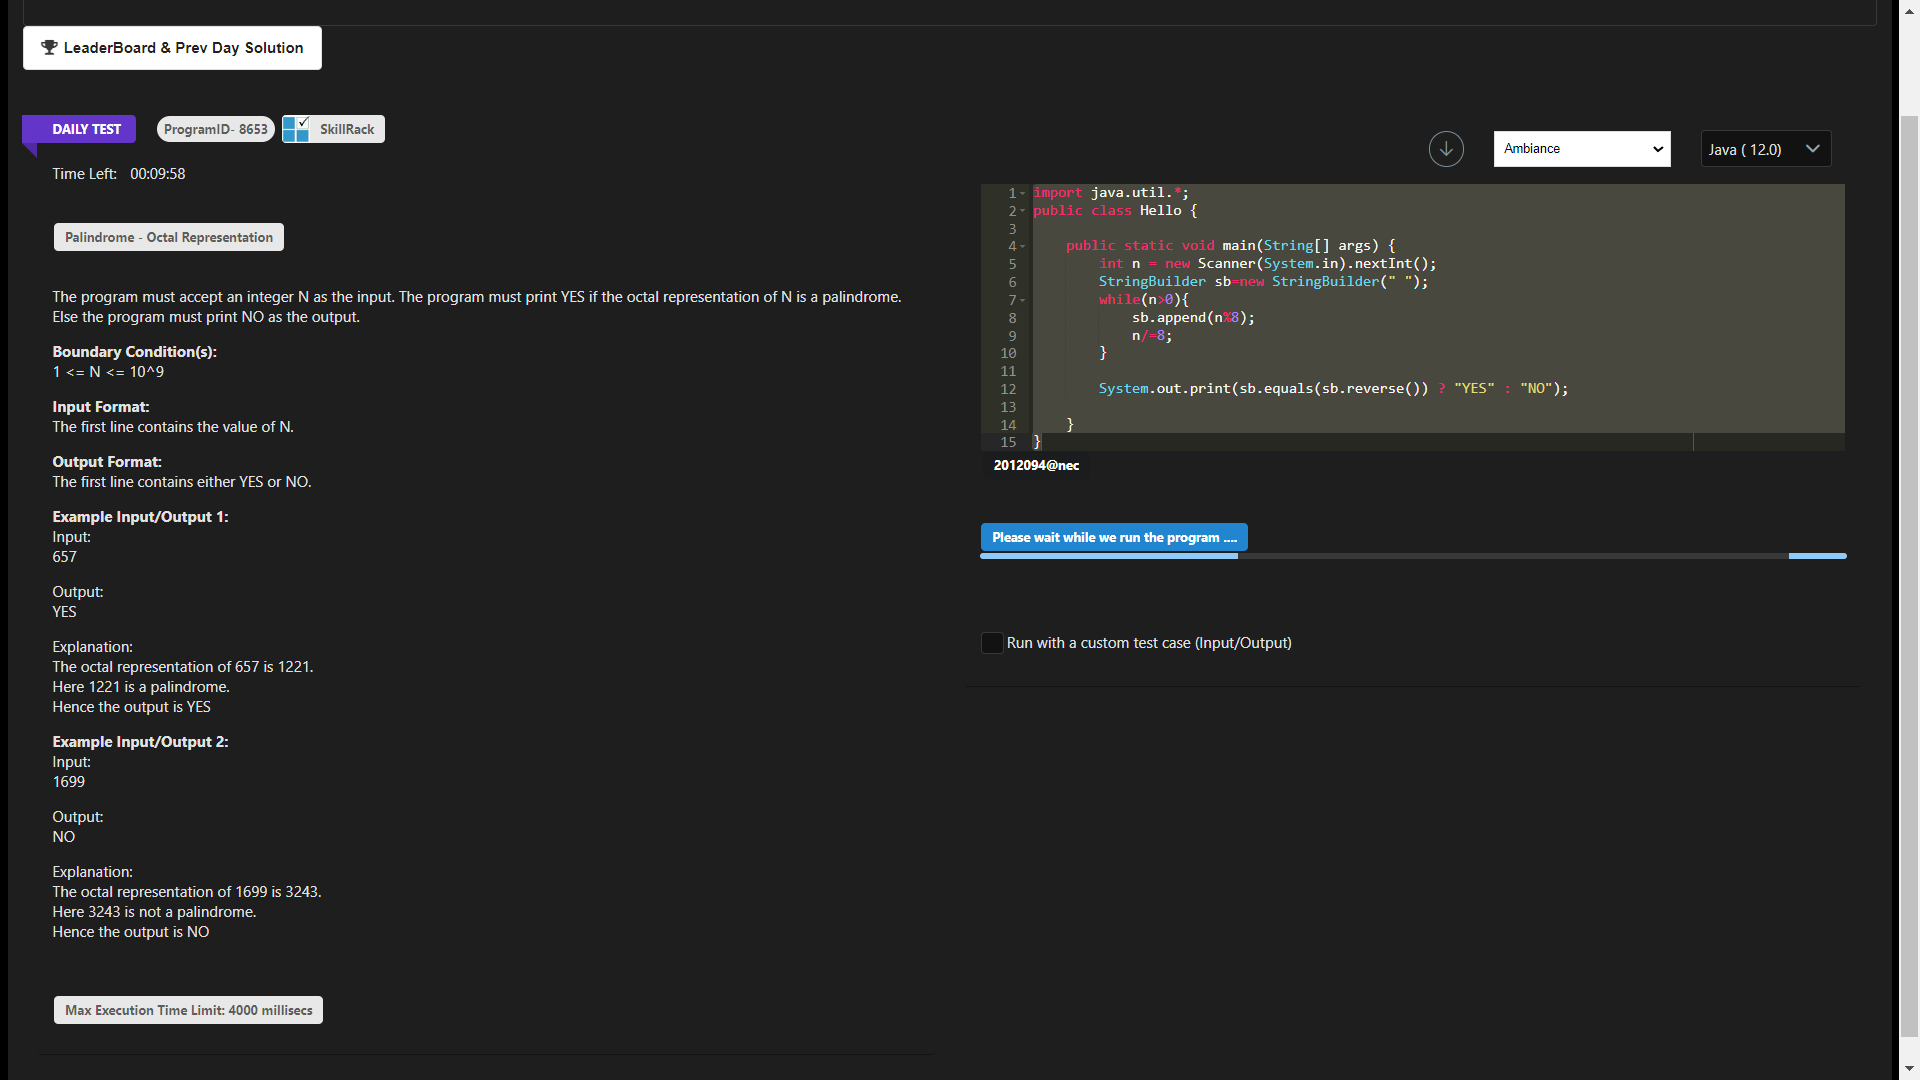 LeaderBoard & Prev Day Solution
DAILY TEST
ProgramID- 8653
SkillRack
Time Left: 00:09:58
Palindrome - Octal Representation
The program must accept an integer N as the input. The program must print YES if the octal representation of N is a palindrome.
Else the program must print NO as the output.
Boundary Condition(s):
1 <= N <= 10^9
Input Format:
The first line contains the value of N.
Output Format:
The first line contains either YES or NO.
Example Input/Output 1:
Input:
657
Output:
YES
Explanation:
The octal representation of 657 is 1221.
Here 1221 is a palindrome.
Hence the output is YES
Example Input/Output 2:
Input:
1699
Output:
NO
Explanation:
The octal representation of 1699 is 3243.
Here 3243 is not a palindrome.
Hence the output is NO
Max Execution Time Limit: 4000 millisecs
Ambiance
Java ( 12.0)
1 import java.util.*;
2 public class Hello {
3
4 public static void main(String[] args) {
5 int n = new Scanner(System.in).nextInt();
6 StringBuilder sb=new StringBuilder(" ");
7 while(n>0){
8 sb.append(n%8);
9 n/=8;
10 }
11
12 System.out.print(sb.equals(sb.reverse()) ? "YES" : "NO");
13
14 }
15 }
2012094@nec
Please wait while we run the program ....
Run with a custom test case (Input/Output)